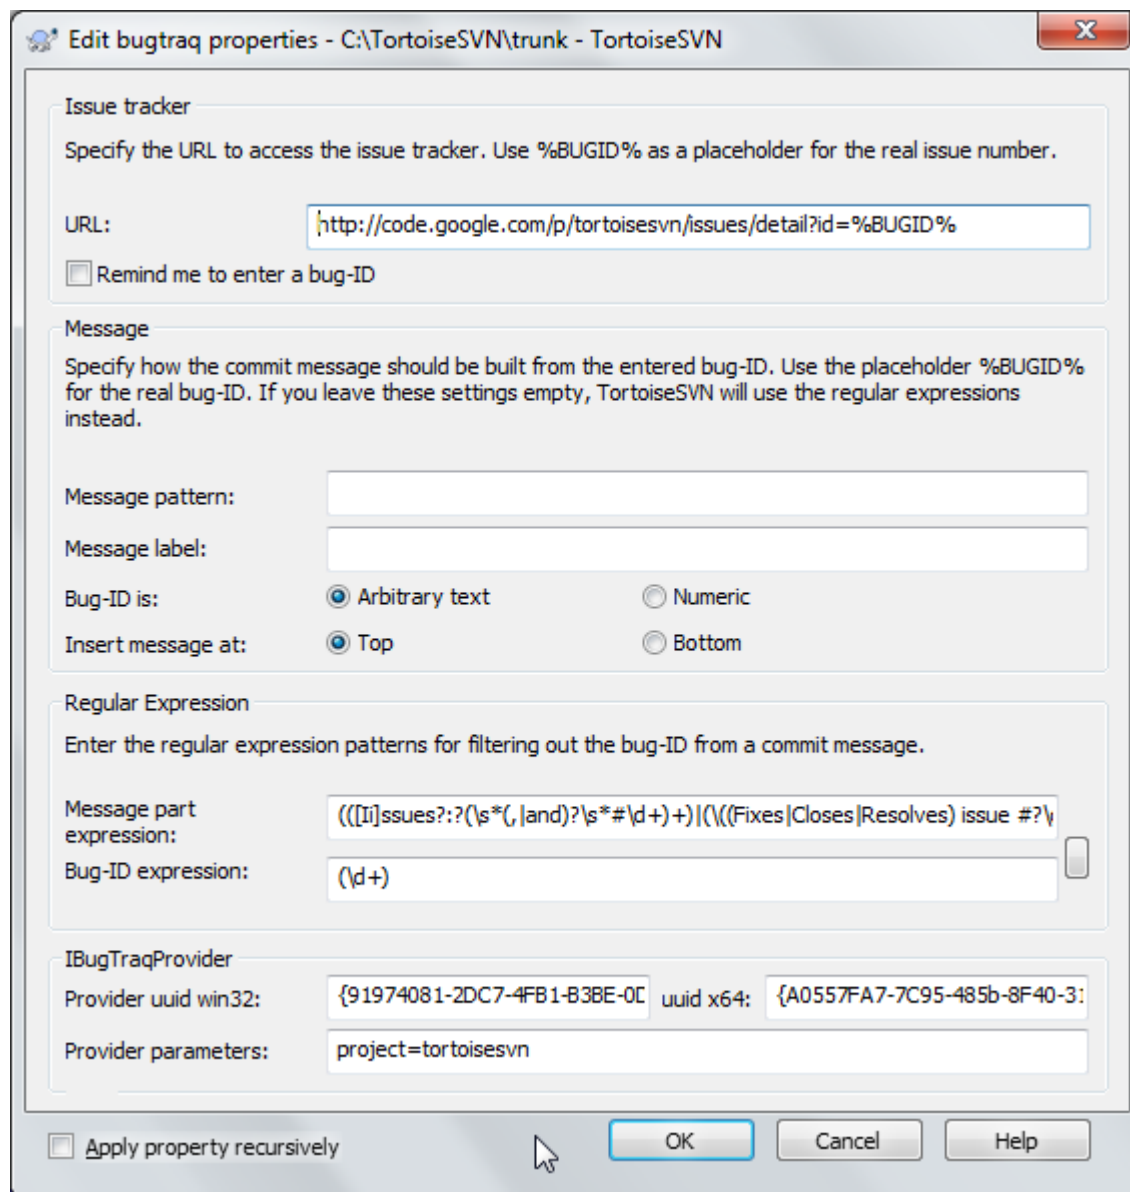 Edit bugtraq properties - C:\TortoiseSVN\trunk - TortoiseSVN
Issue tracker
Specify the URL to access the issue tracker. Use %BUGID% as a placeholder for the real issue number.
URL: http://code.google.com/p/tortoisesvn/issues/detail?id=%BUGID%
Remind me to enter a bug-ID
Message
Specify how the commit message should be built from the entered bug-ID. Use the placeholder %BUGID%
for the real bug-ID. If you leave these settings empty, TortoiseSVN will use the regular expressions
instead.
Message pattern:
Message label:
Bug-ID is: Arbitrary text Numeric
Insert message at: Top Bottom
Regular Expression
Enter the regular expression patterns for filtering out the bug-ID from a commit message.
Message part
expression:
(([Ii]ssues?:?(\s*(,|and)?\s*#\d+)+)|(\((Fixes|Closes|Resolves) issue #?\
Bug-ID expression: (\d+)
IBugTraqProvider
Provider uuid win32: {91974081-2DC7-4FB1-B3BE-0D uuid x64: {A0557FA7-7C95-485b-8F40-31
Provider parameters: project=tortoisesvn
Apply property recursively OK Cancel Help